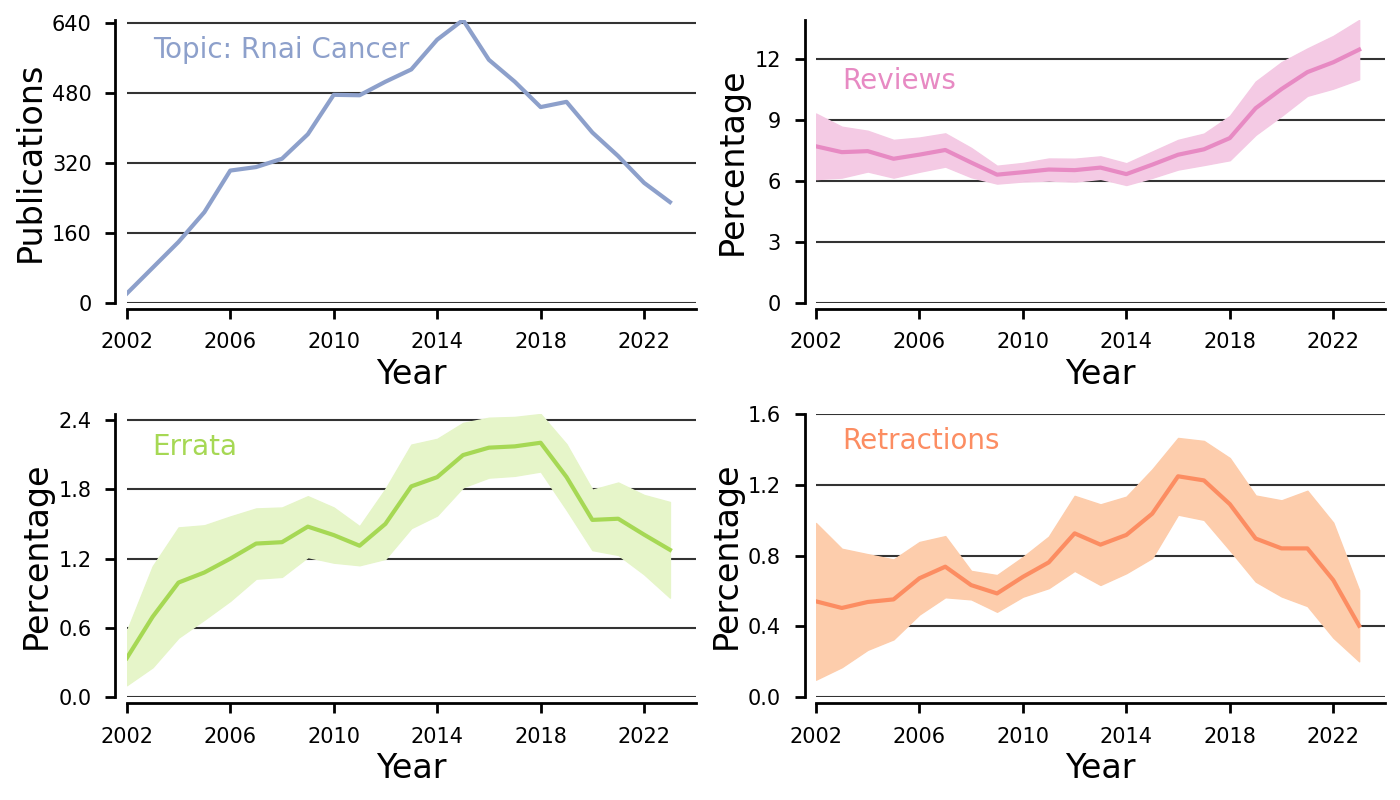 Topic: Rnai Cancer
Publications
640
480
320
160
0
2002 2006 2010 2014 2018 2022
Year
Reviews
Percentage
12
9
6
3
0
2002 2006 2010 2014 2018 2022
Year
Errata
Percentage
2.4
1.8
1.2
0.6
0.0
2002 2006 2010 2014 2018 2022
Year
Retractions
Percentage
1.6
1.2
0.8
0.4
0.0
2002 2006 2010 2014 2018 2022
Year